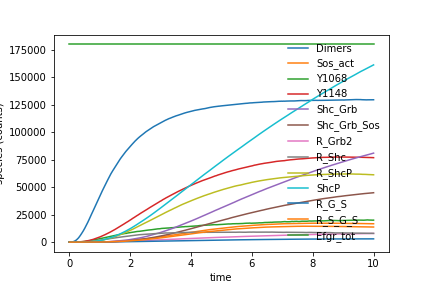 175000
150000
125000
100000
75000
50000
25000
0
0
2
4
6
8
10
time
species (counts)
Dimers
Sos_act
Y1068
Y1148
Shc_Grb
Shc_Grb_Sos
R_Grb2
R_Shc
R_ShcP
ShcP
R_G_S
R_S_G_S
Efgr_tot